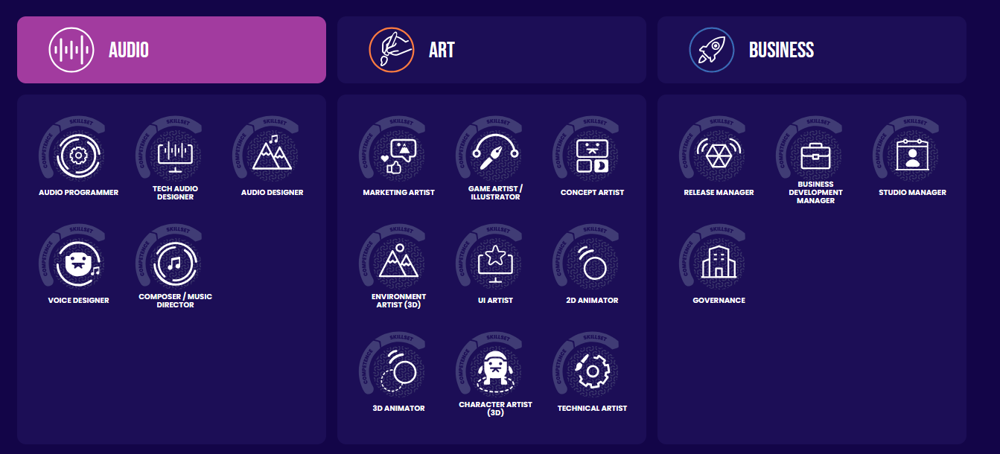 AUDIO
ART
BUSINESS
COMPETENCE SKILLSET
AUDIO PROGRAMMER
COMPETENCE SKILLSET
TECH AUDIO
DESIGNER
COMPETENCE SKILLSET
AUDIO DESIGNER
COMPETENCE SKILLSET
VOICE DESIGNER
COMPETENCE SKILLSET
COMPOSER / MUSIC
DIRECTOR
COMPETENCE SKILLSET
MARKETING ARTIST
COMPETENCE SKILLSET
GAME ARTIST /
ILLUSTRATOR
COMPETENCE SKILLSET
CONCEPT ARTIST
COMPETENCE SKILLSET
ENVIRONMENT
ARTIST (3D)
COMPETENCE SKILLSET
UI ARTIST
COMPETENCE SKILLSET
2D ANIMATOR
COMPETENCE SKILLSET
3D ANIMATOR
COMPETENCE SKILLSET
CHARACTER ARTIST
(3D)
COMPETENCE SKILLSET
TECHNICAL ARTIST
COMPETENCE SKILLSET
RELEASE MANAGER
COMPETENCE SKILLSET
BUSINESS
DEVELOPMENT
MANAGER
COMPETENCE SKILLSET
STUDIO MANAGER
COMPETENCE SKILLSET
GOVERNANCE